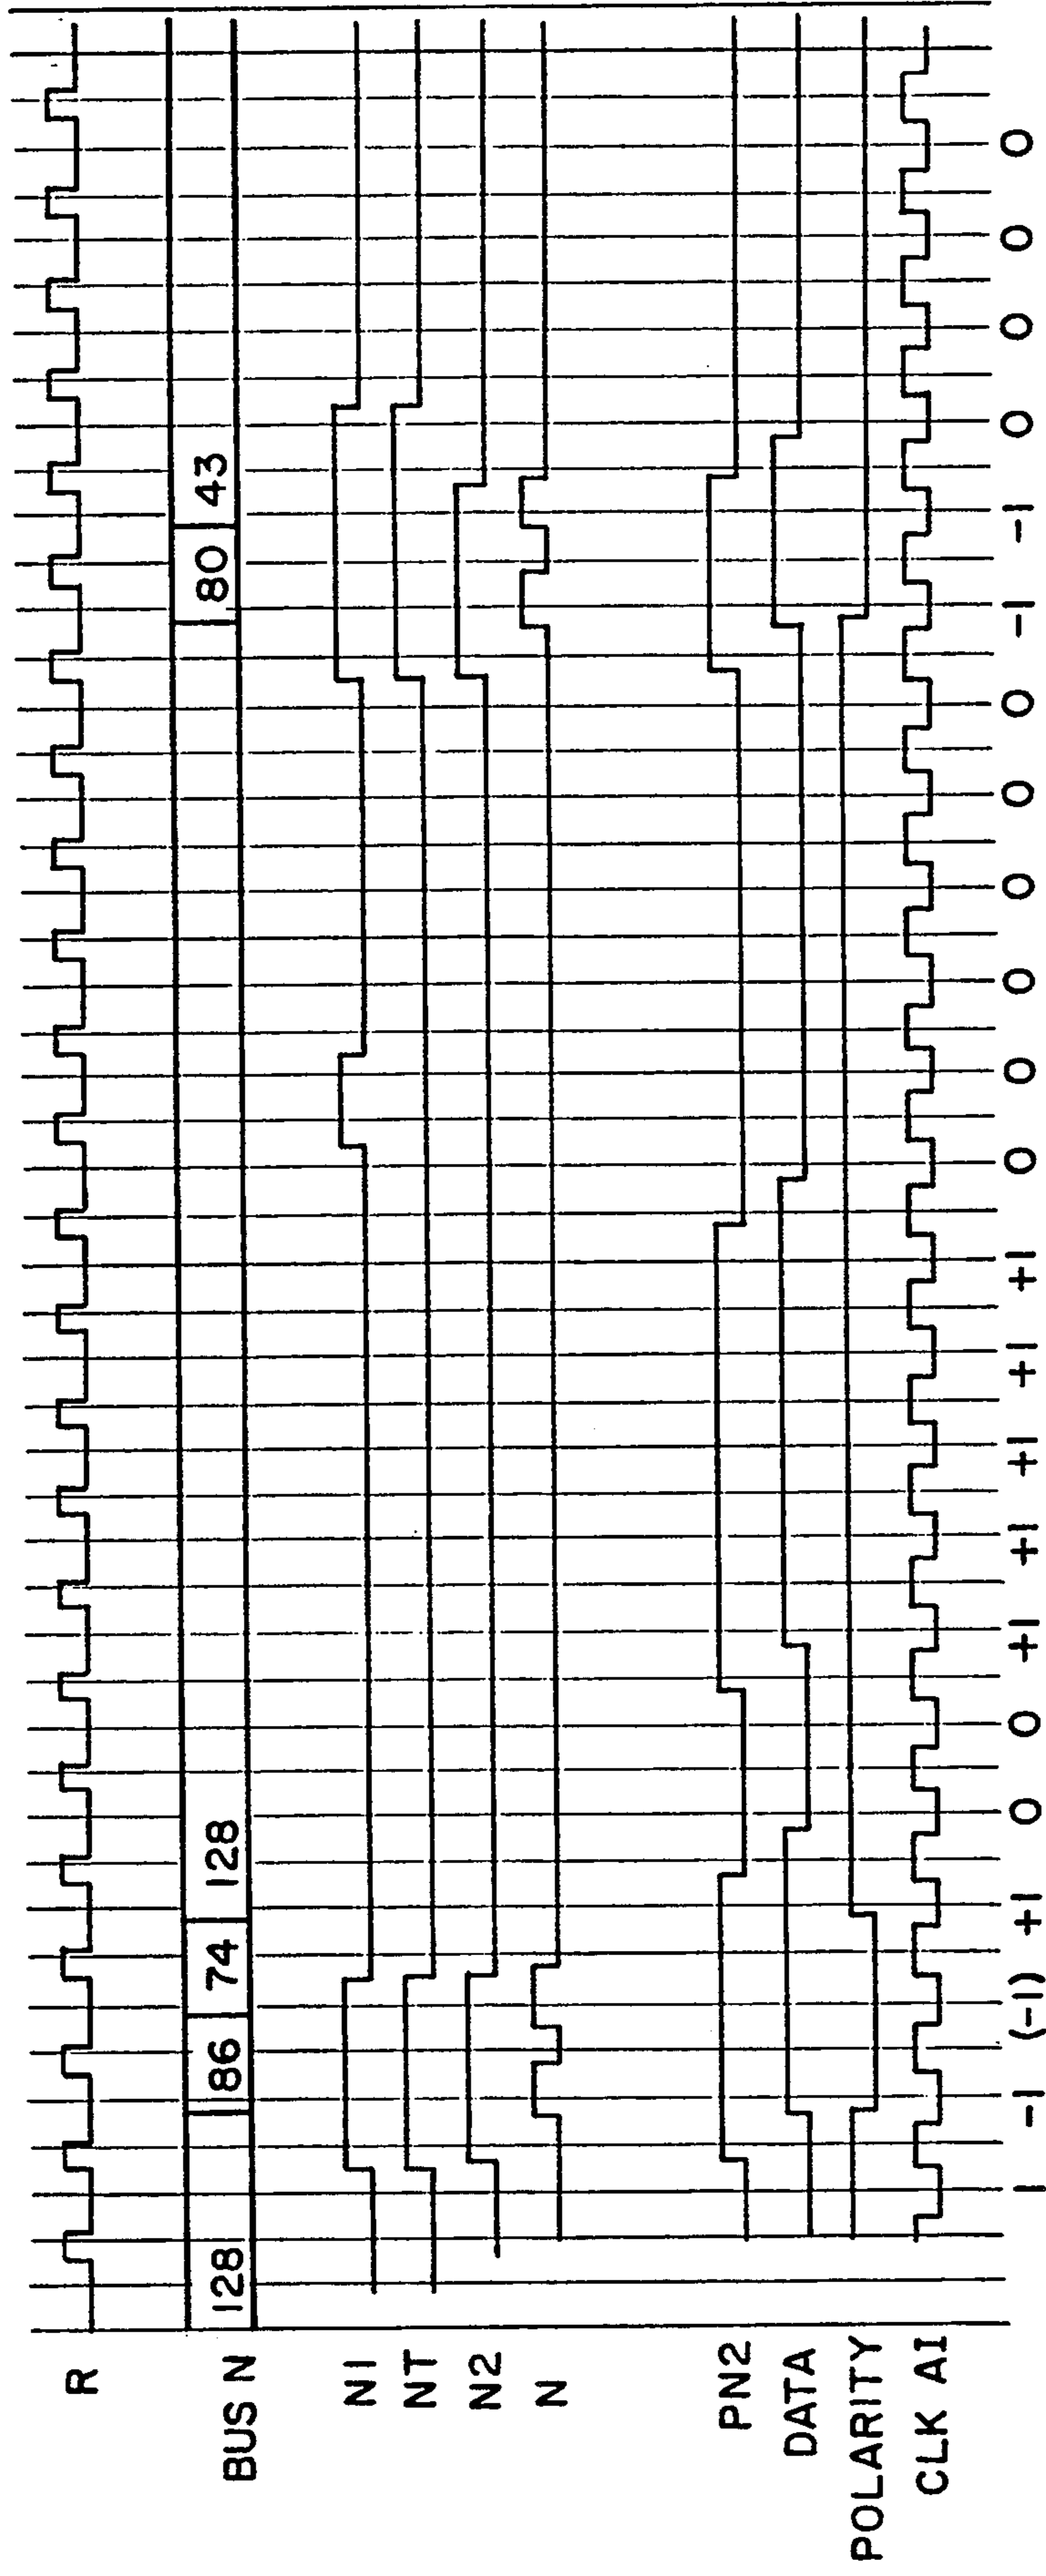 R
BUS N 128 86 74 128 80 43
N1
NT
N2
N
PN2
DATA
POLARITY
CLK AI
1 -1 (-1) +1 0 0 +1 +1 +1 +1 +1 0 0 0 0 0 0 -1 -1 0 0 0 0